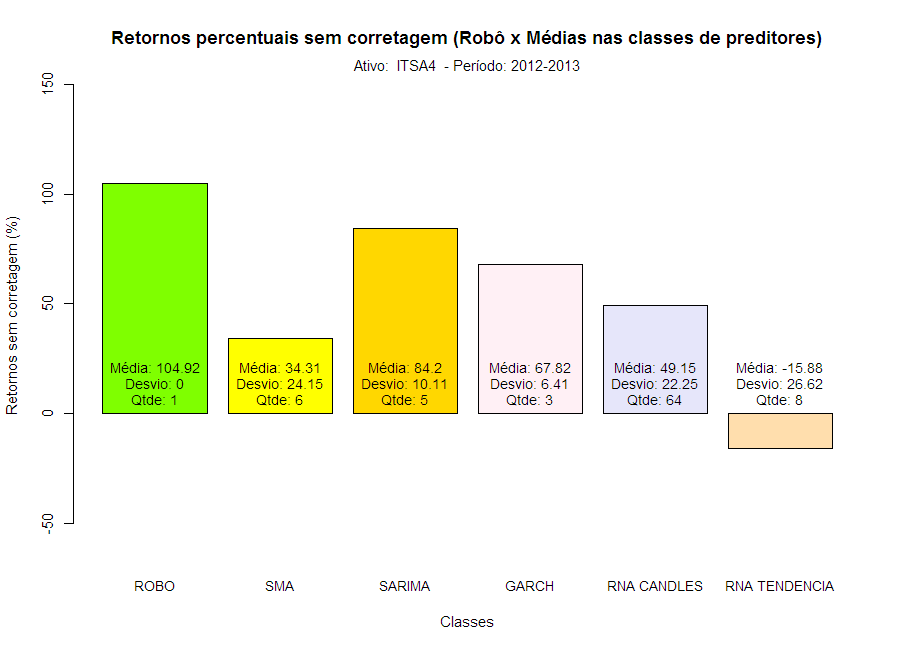 Retornos percentuais sem corretagem (Robô x Médias nas classes de preditores)
Ativo:  ITSA4  - Período: 2012-2013
Retornos sem corretagem (%)
150
100
50
0
-50
Média: 104.92
Desvio: 0
Qtde: 1
Média: 34.31
Desvio: 24.15
Qtde: 6
Média: 84.2
Desvio: 10.11
Qtde: 5
Média: 67.82
Desvio: 6.41
Qtde: 3
Média: 49.15
Desvio: 22.25
Qtde: 64
Média: -15.88
Desvio: 26.62
Qtde: 8
ROBO
SMA
SARIMA
GARCH
RNA CANDLES
RNA TENDENCIA
Classes